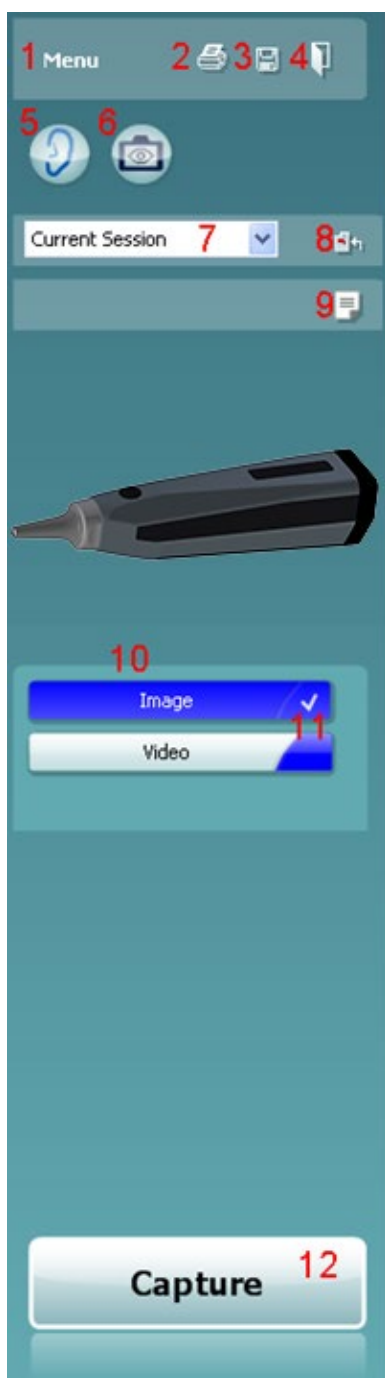 1 Menu 2 3 4
5 6
Current Session 7 8
9
10
Image
11
Video
Capture 12